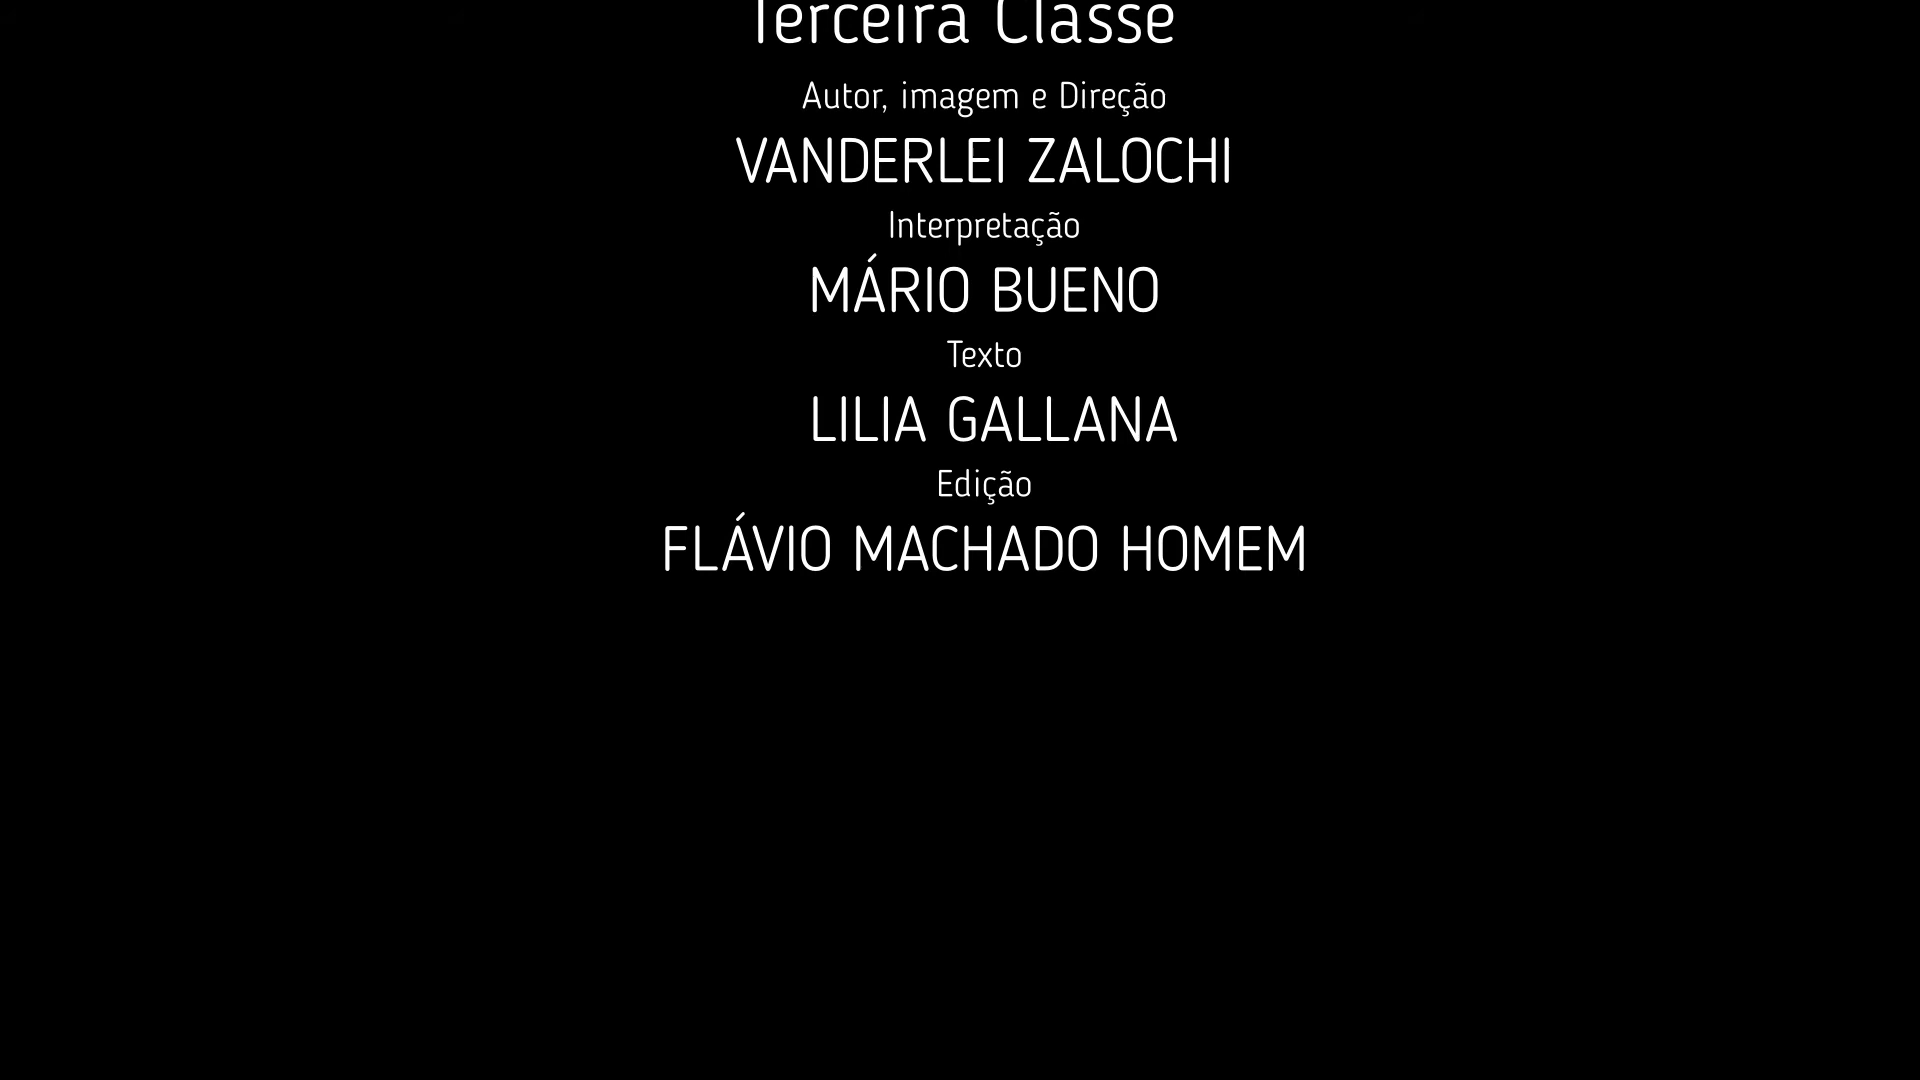 Terceira Classe
Autor, imagem e Direção
VANDERLEI ZALOCHI
Interpretação
MÁRIO BUENO
Texto
LILIA GALLANA
Edição
FLÁVIO MACHADO HOMEM